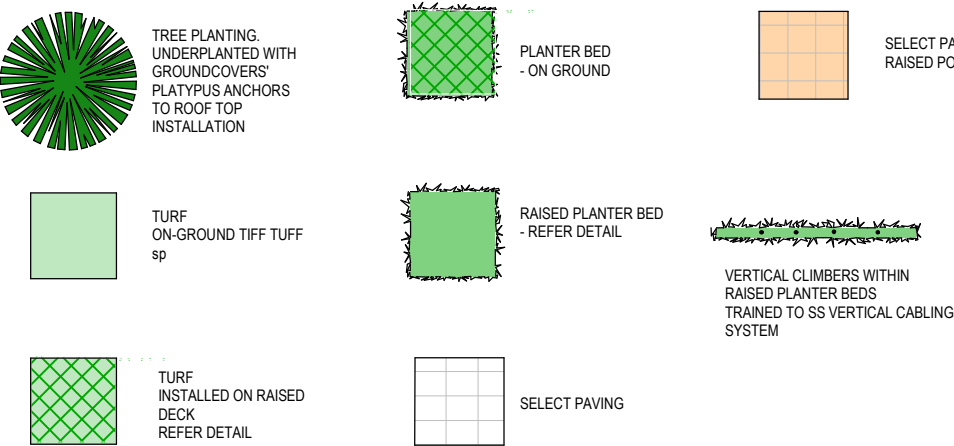 TREE PLANTING.
UNDERPLANTED WITH
GROUNDCOVERS'
PLATYPUS ANCHORS
TO ROOF TOP
INSTALLATION
PLANTER BED
- ON GROUND
SELECT
RAISED
TURF
ON-GROUND TIFF TUFF
sp
RAISED PLANTER BED
- REFER DETAIL
VERTICAL CLIMBERS WITHIN
RAISED PLANTER BEDS
TRAINED TO SS VERTICAL CABLING
SYSTEM
TURF
INSTALLED ON RAISED
DECK
REFER DETAIL
SELECT PAVING